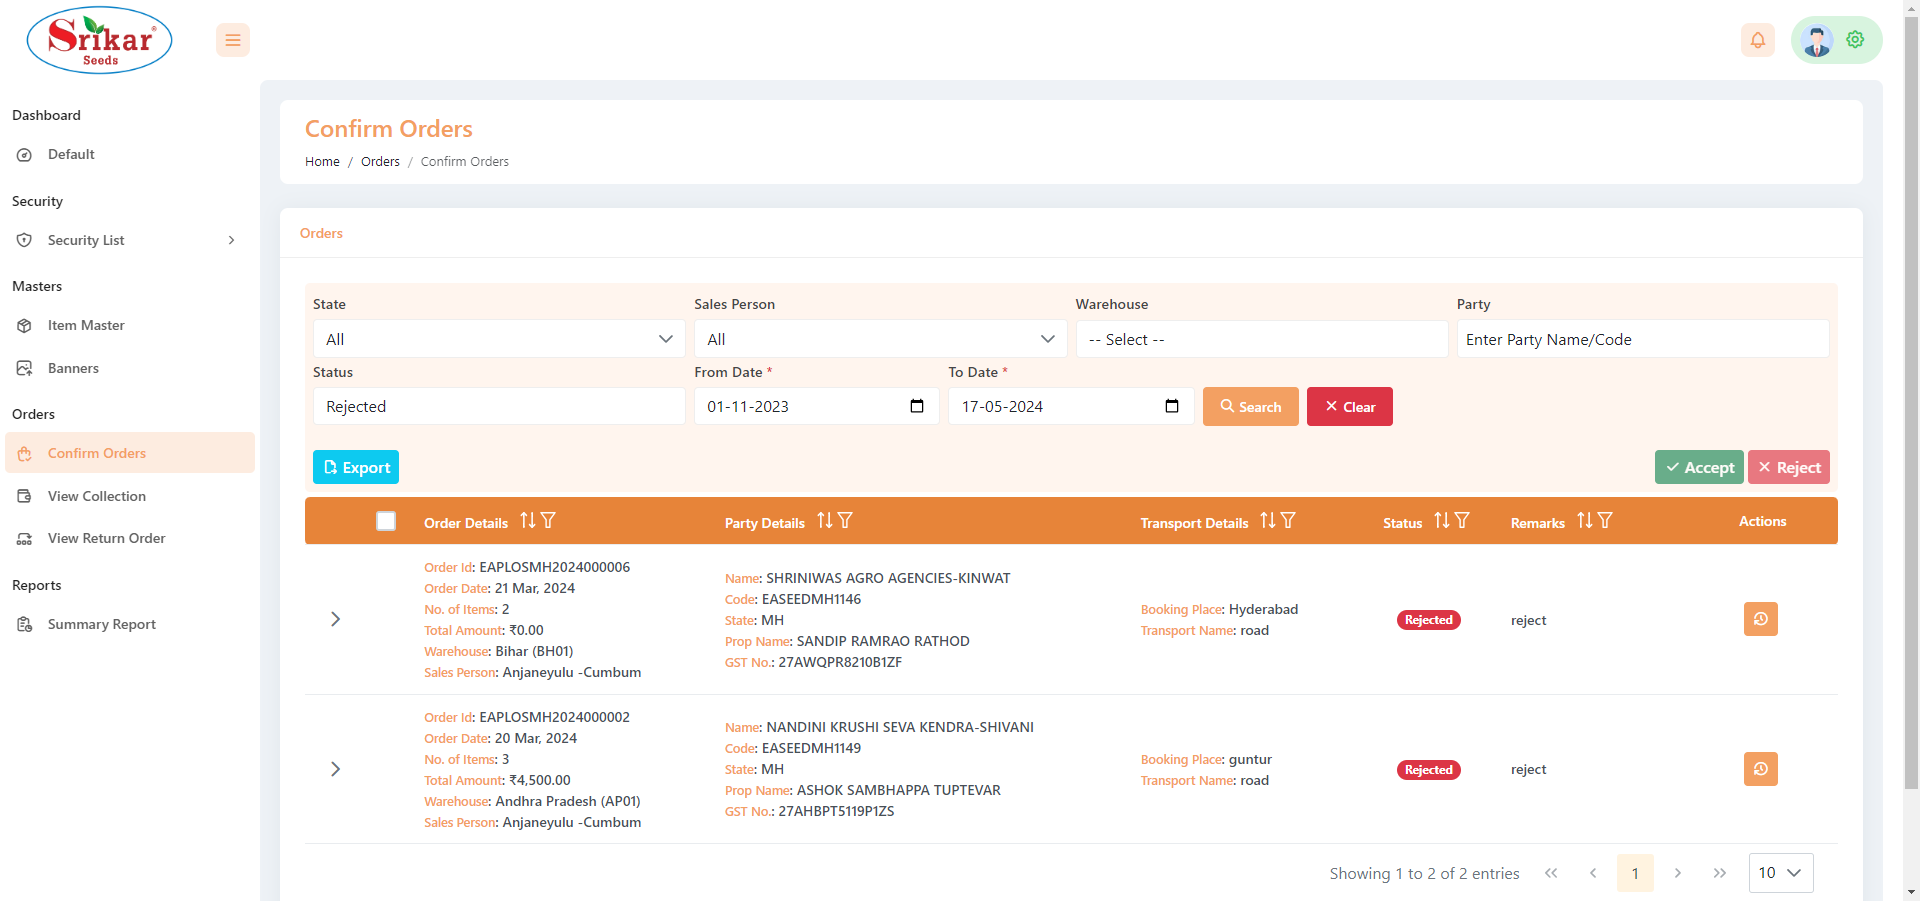 Srikar
Seeds
Dashboard
Default
Security
Security List
Masters
Item Master
Banners
Orders
Confirm Orders
View Collection
View Return Order
Reports
Summary Report
Confirm Orders
Home / Orders / Confirm Orders
Orders
State Sales Person Warehouse Party
All All -- Select -- Enter Party Name/Code
Status From Date * To Date *
Rejected 01-11-2023 17-05-2024 Search Clear
Export Accept Reject
Order Details Party Details Transport Details Status Remarks Actions
Order Id: EAPLOSMH2024000006
Order Date: 21 Mar, 2024
No. of Items: 2
Total Amount: ₹0.00
Warehouse: Bihar (BH01)
Sales Person: Anjaneyulu -Cumbum
Name: SHRINIWAS AGRO AGENCIES-KINWAT
Code: EASEEDMH1146
State: MH
Prop Name: SANDIP RAMRAO RATHOD
GST No.: 27AWQPR8210B1ZF
Booking Place: Hyderabad
Transport Name: road
Rejected
reject
Order Id: EAPLOSMH2024000002
Order Date: 20 Mar, 2024
No. of Items: 3
Total Amount: ₹4,500.00
Warehouse: Andhra Pradesh (AP01)
Sales Person: Anjaneyulu -Cumbum
Name: NANDINI KRUSHI SEVA KENDRA-SHIVANI
Code: EASEEDMH1149
State: MH
Prop Name: ASHOK SAMBHAPPA TUPTEVAR
GST No.: 27AHBPT5119P1ZS
Booking Place: guntur
Transport Name: road
Rejected
reject
Showing 1 to 2 of 2 entries 1 10